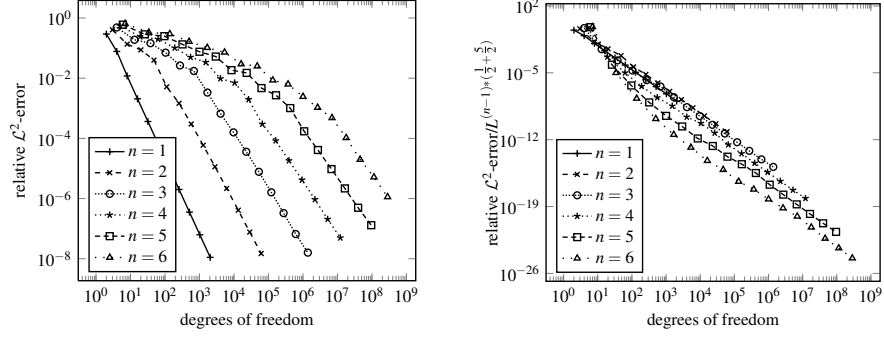 10^0
10^{-2}
10^{-4}
10^{-6}
10^{-8}
relative \mathcal{L}^2-error
n = 1
n = 2
n = 3
n = 4
n = 5
n = 6
10^0 10^1 10^2 10^3 10^4 10^5 10^6 10^7 10^8 10^9
degrees of freedom
10^2
10^{-5}
10^{-12}
10^{-19}
10^{-26}
relative \mathcal{L}^2-error/L^{(n-1)*(\frac{1}{2}+\frac{5}{2})}
n = 1
n = 2
n = 3
n = 4
n = 5
n = 6
10^0 10^1 10^2 10^3 10^4 10^5 10^6 10^7 10^8 10^9
degrees of freedom